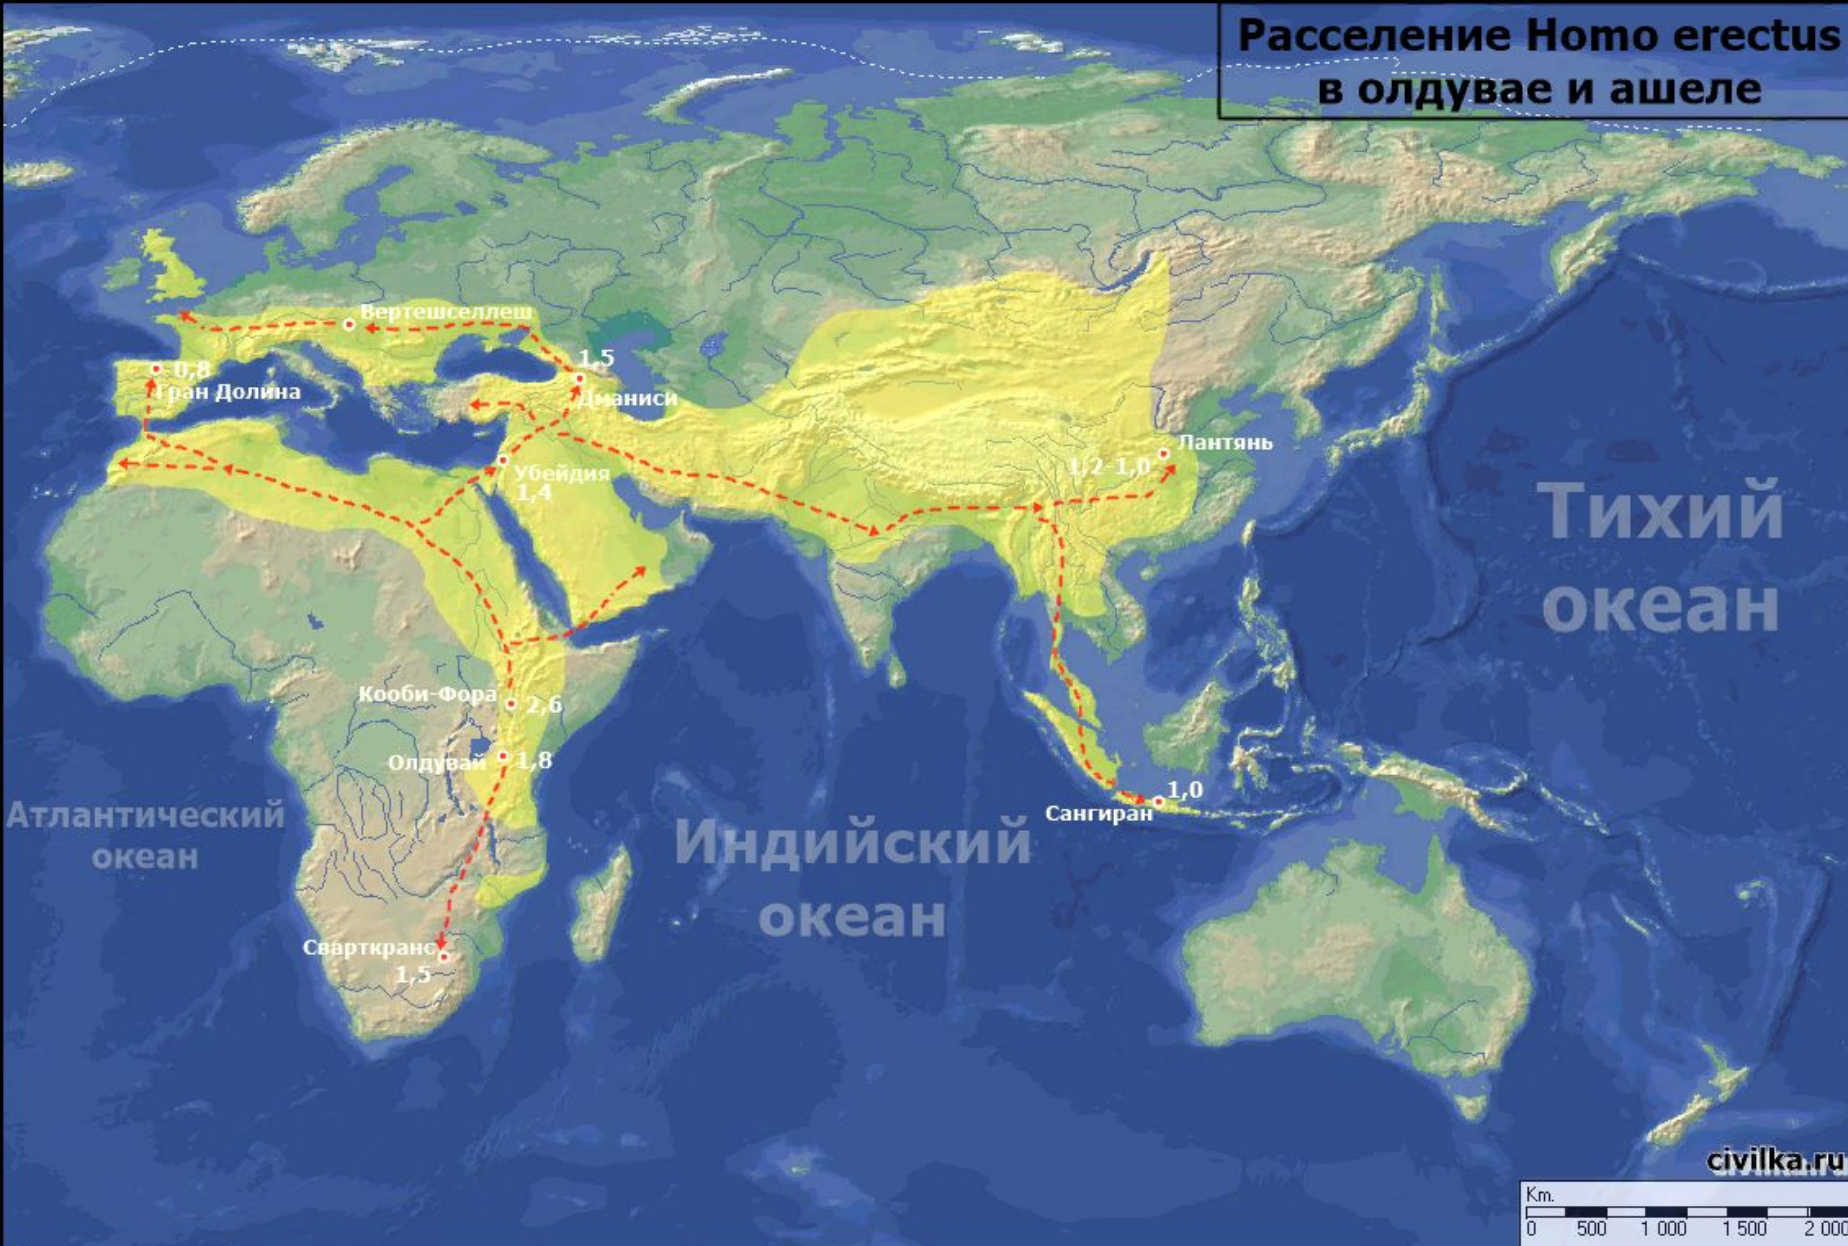 Расселение Homo erectus
в олдувае и ашеле
Вертешселлеш
1,5
0,8
Гран Долина
Дманиси
Лантянь
1,2-1,0
Убейдия
1,4
Тихий
океан
Кооби-Фора
2,6
Олдувай
1,8
1,0
Сангиран
Атлантический
океан
Индийский
океан
Сварткранс
1,5
civilka.ru
Km.
0 500 1 000 1 500 2 000